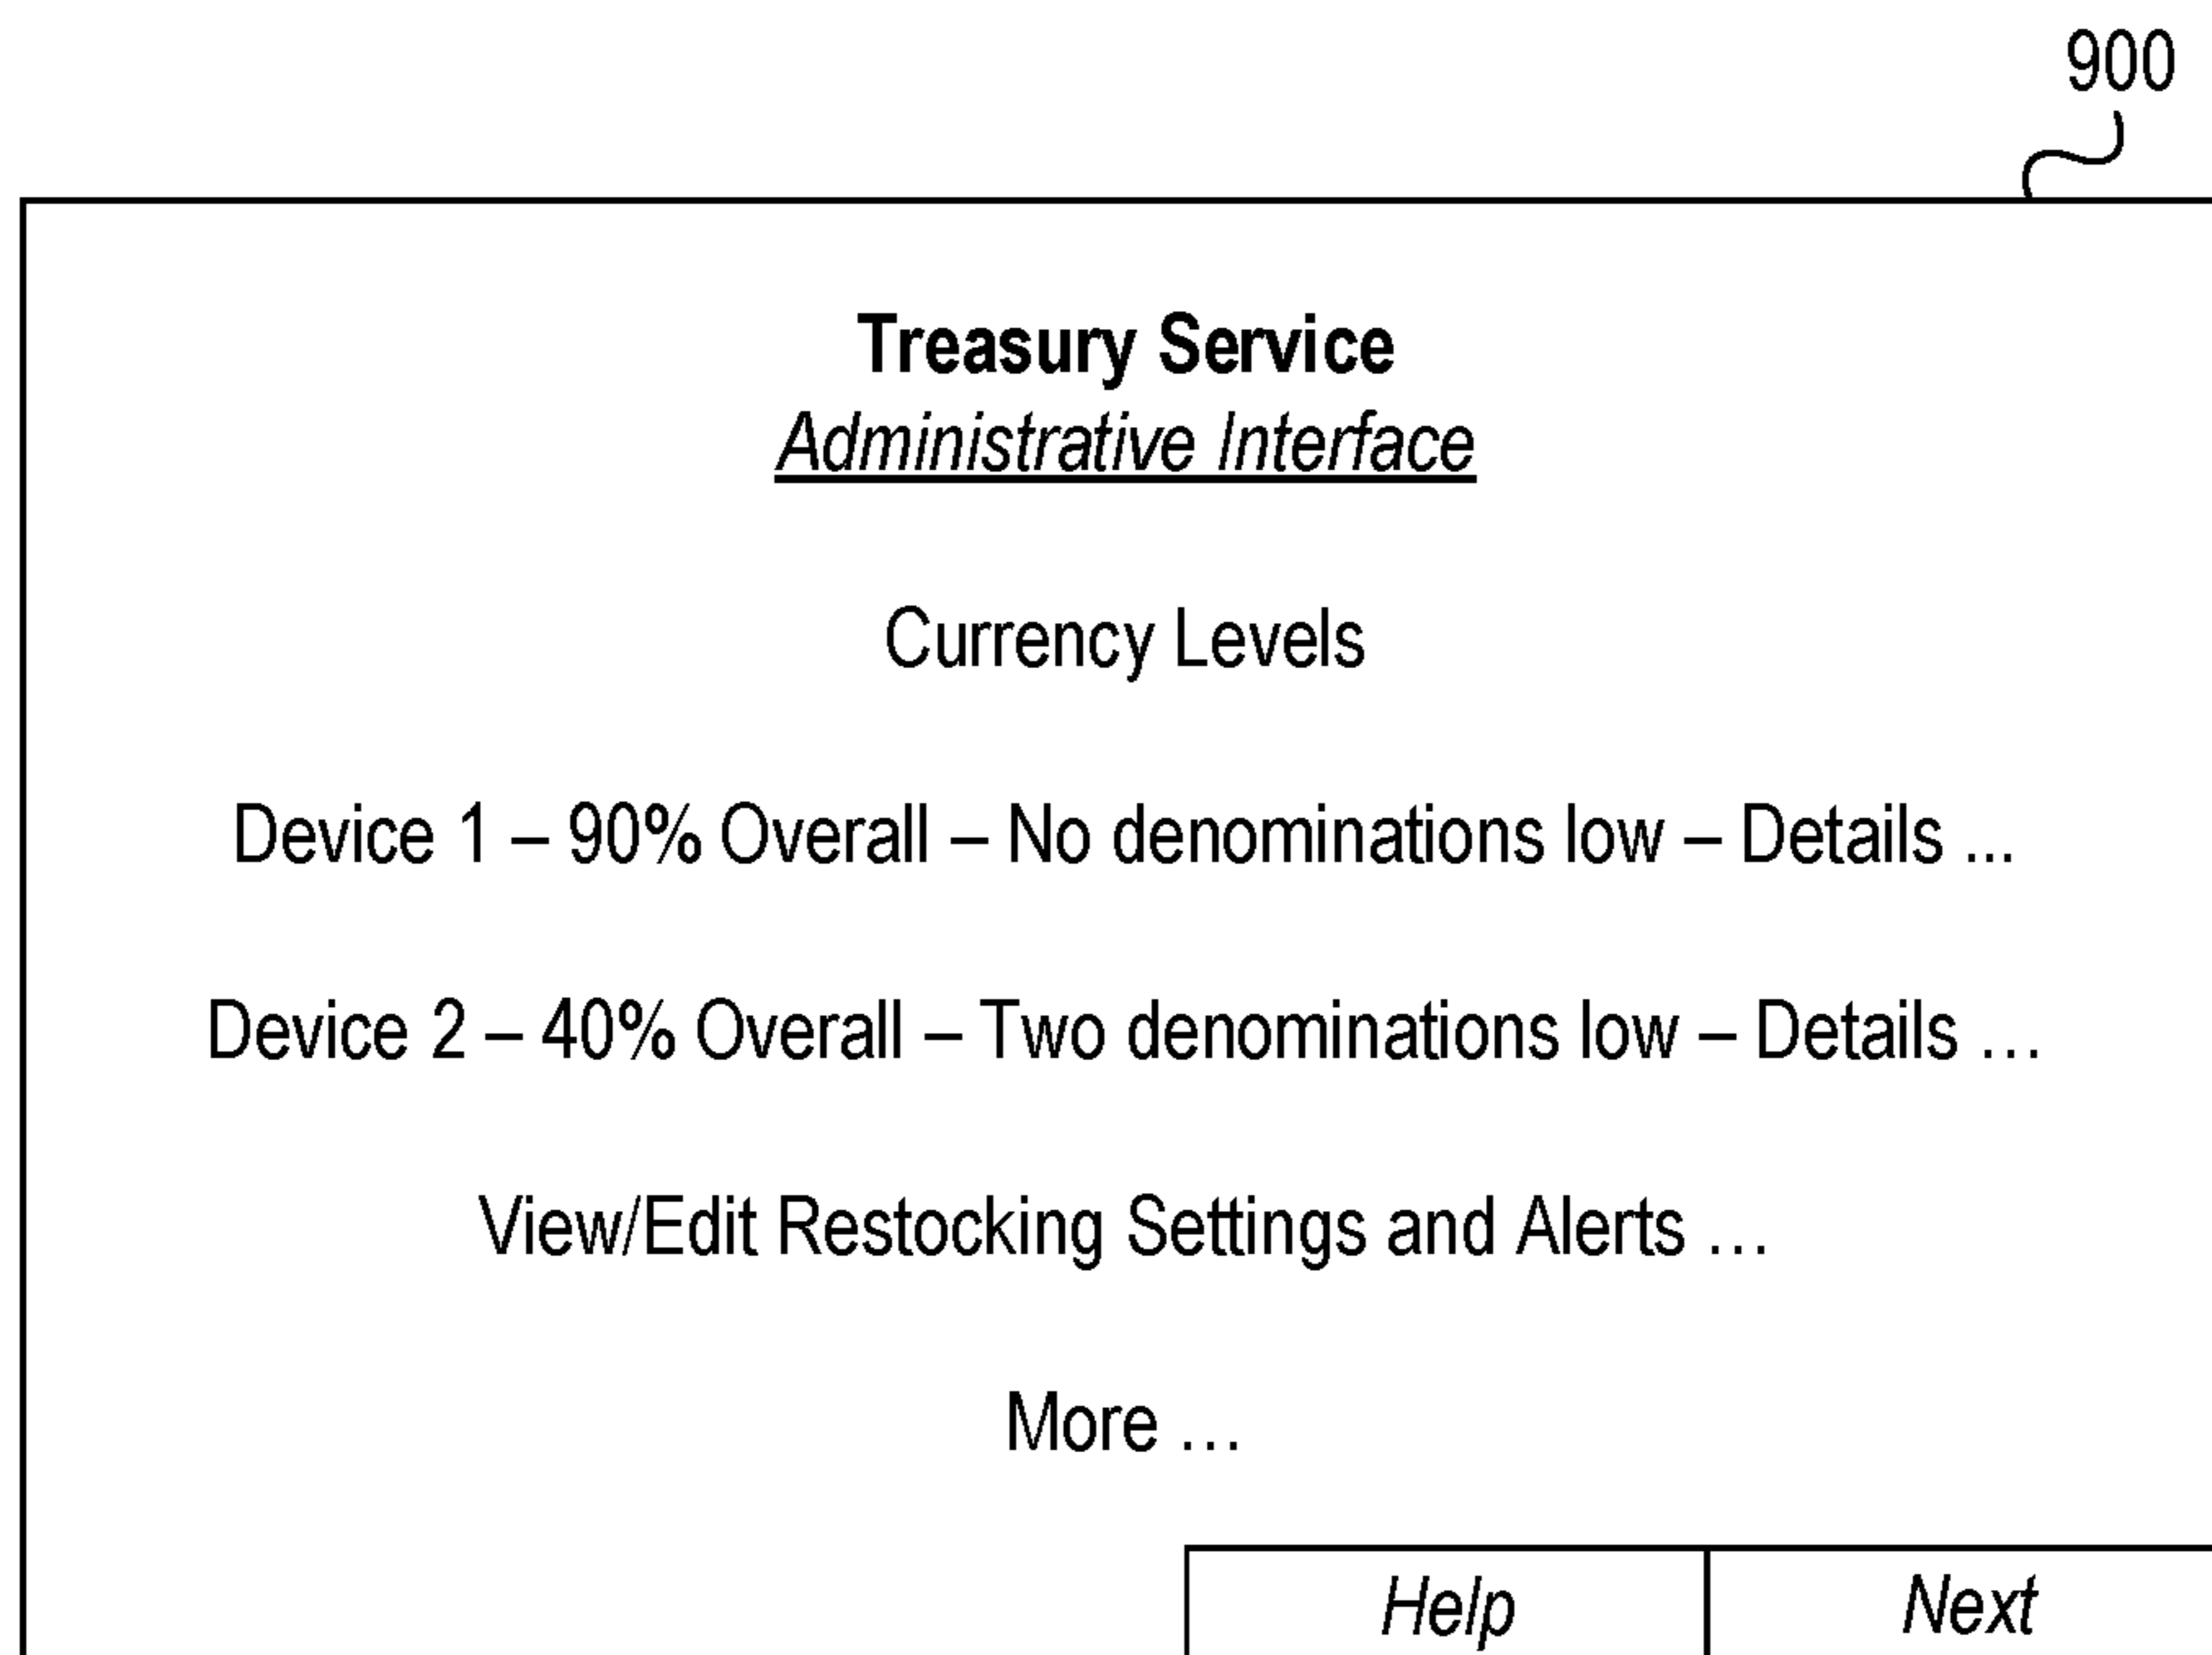 900
Treasury Service
Administrative Interface
Currency Levels
Device 1 – 90% Overall – No denominations low – Details ...
Device 2 – 40% Overall – Two denominations low – Details …
View/Edit Restocking Settings and Alerts …
More …
Help Next